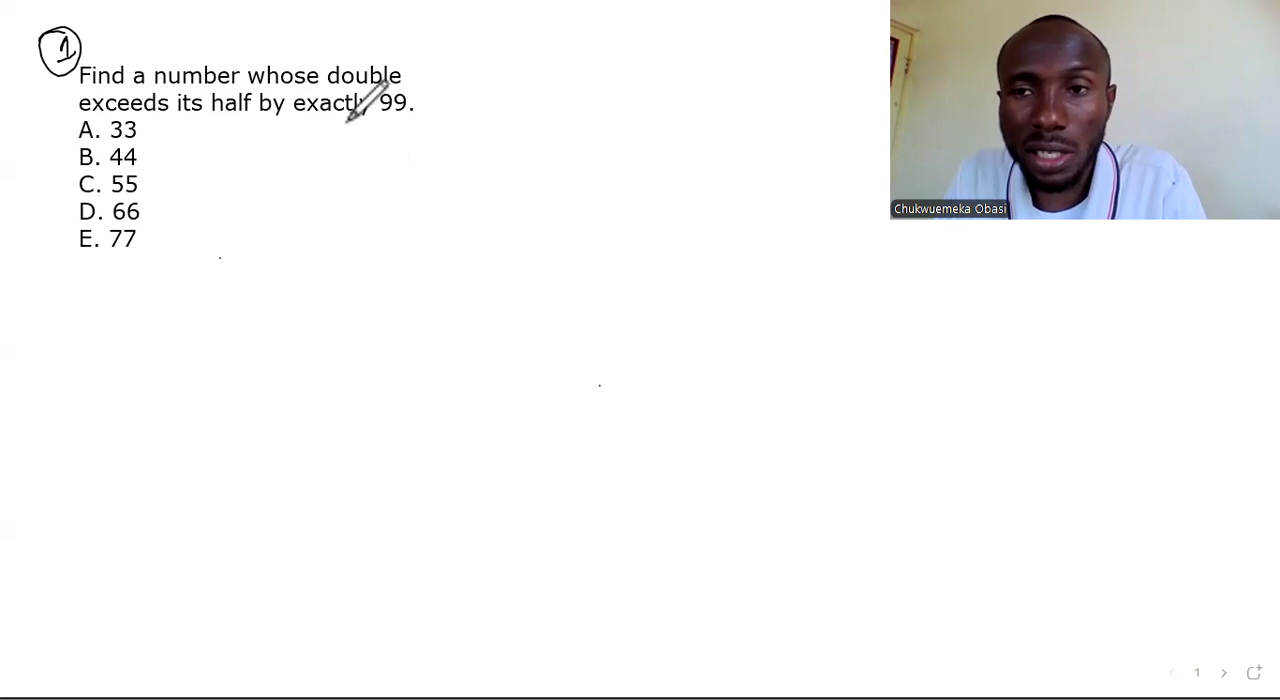 1
Find a number whose double
exceeds its half by exactly 99.
A. 33
B. 44
C. 55
D. 66
E. 77
Chukwuemeka Obasi
1